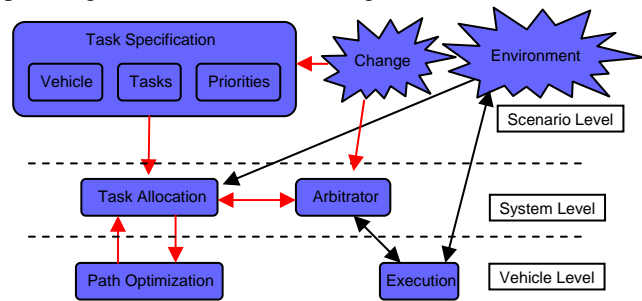 Task Specification
Vehicle
Tasks
Priorities
Change
Environment
Scenario Level
Task Allocation
Arbitrator
System Level
Path Optimization
Execution
Vehicle Level